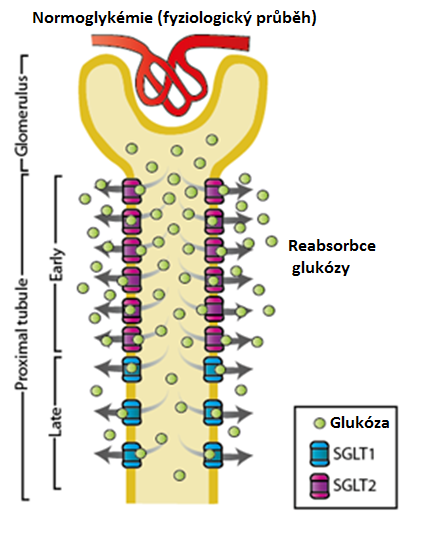 Normoglykémie (fyziologický průběh)
Glomerulus
Proximal tubule
Early
Late
Reabsorbce
glukózy
Glukóza
SGLT1
SGLT2